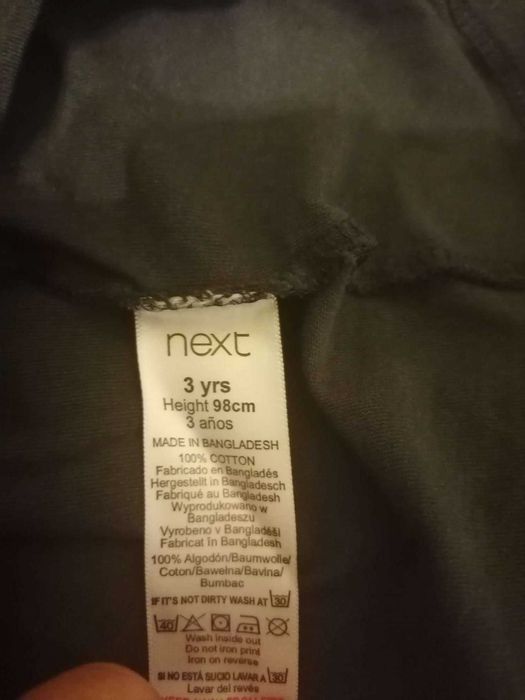 next
3 yrs
Height 98cm
3 años
MADE IN BANGLADESH
100% COTTON
Fabricado en Bangladés
Hergestellt in Bangladesch
Fabriqué au Bangladesh
Wyprodukowano w
Bangladeszu
Vyrobeno v Bangladéši
Fabricat în Bangladesh
100% Algodón/Baumwolle/
Coton/Bawełna/Bavlna/
Bumbac
IF IT'S NOT DIRTY WASH AT 30
40
Wash inside out
Do not iron print
Iron on reverse
SI NO ESTÁ SUCIO LAVAR A 30
Lavar del revés